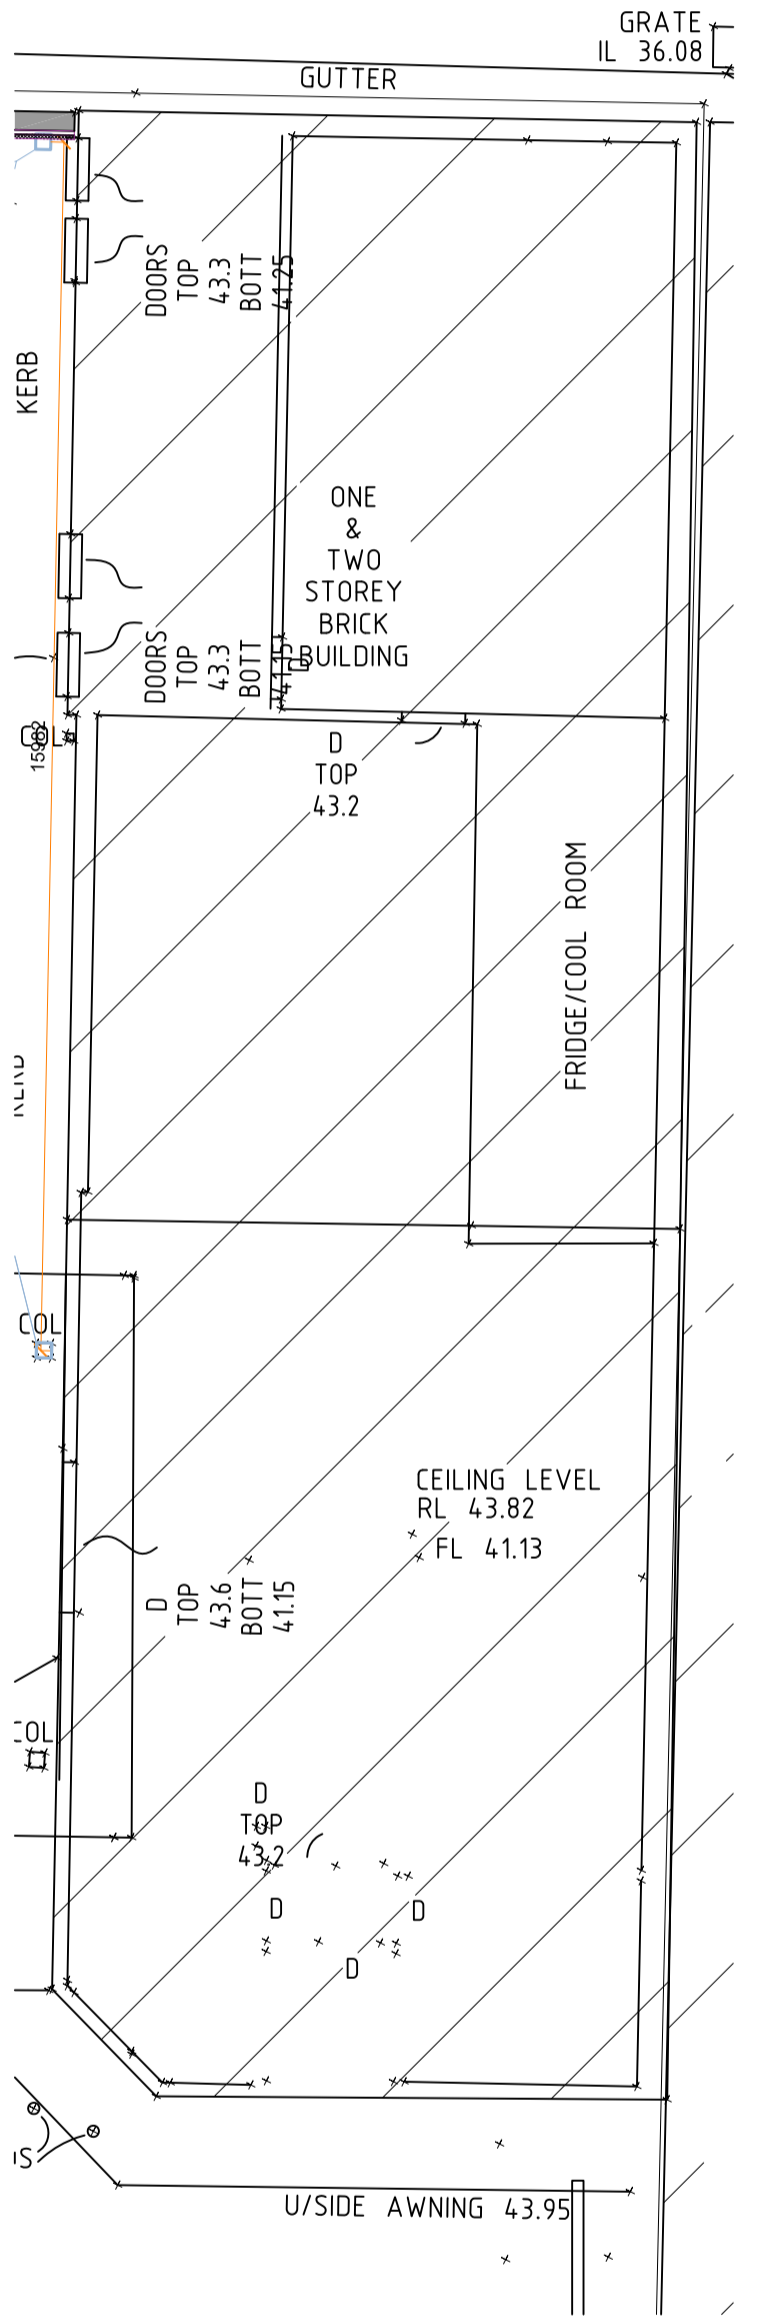 GRATE
IL 36.08
GUTTER
DOORS
TOP
43.3
BOTT
41.25
KERB
ONE
&
TWO
STOREY
BRICK
BUILDING
DOORS
TOP
43.3
BOTT
41.15
D
COL
D
TOP
43.2
FRIDGE/COOL ROOM
COL
CEILING LEVEL
RL 43.82
FL 41.13
D
TOP
43.6
BOTT
41.15
COL
D
TOP
43.2
D
D
D
U/SIDE AWNING 43.95